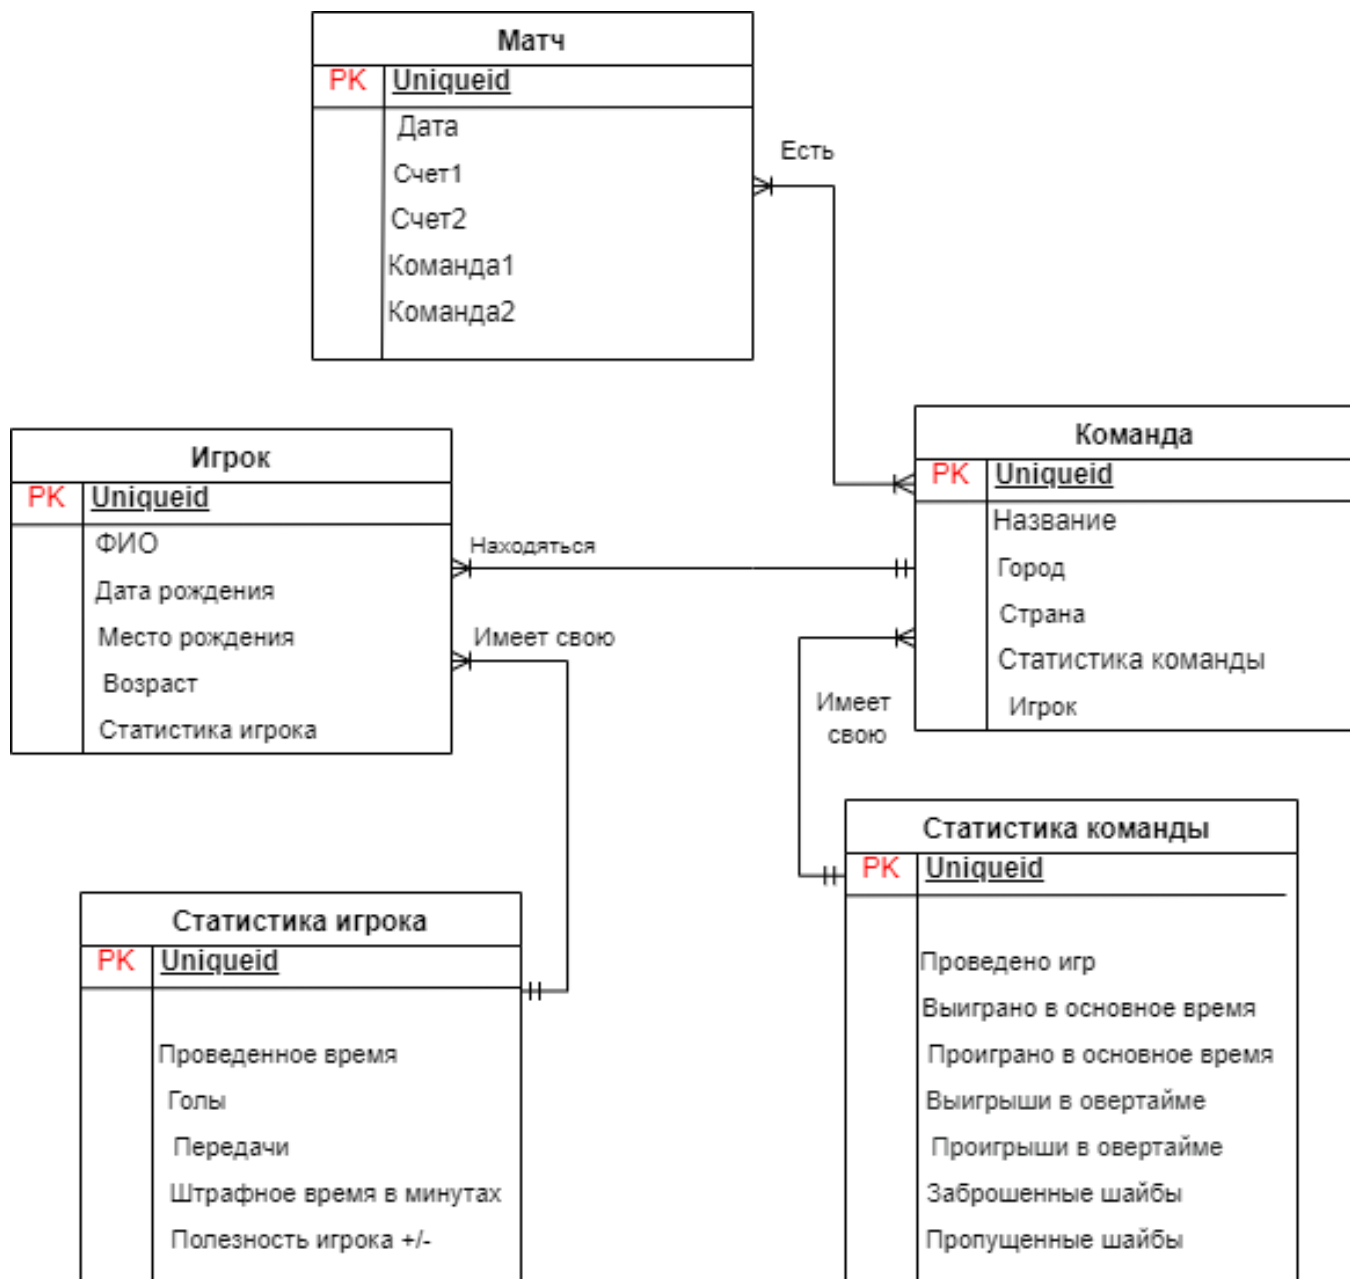 Матч
PK Uniqueid
Дата
Счет1
Счет2
Команда1
Команда2
Есть
Игрок
PK Uniqueid
ФИО
Дата рождения
Место рождения
Возраст
Статистика игрока
Находяться
Имеет свою
Команда
PK Uniqueid
Название
Город
Страна
Статистика команды
Игрок
Имеет
свою
Статистика игрока
PK Uniqueid
Проведенное время
Голы
Передачи
Штрафное время в минутах
Полезность игрока +/-
Статистика команды
PK Uniqueid
Проведено игр
Выиграно в основное время
Проиграно в основное время
Выигрыши в овертайме
Проигрыши в овертайме
Заброшенные шайбы
Пропущенные шайбы